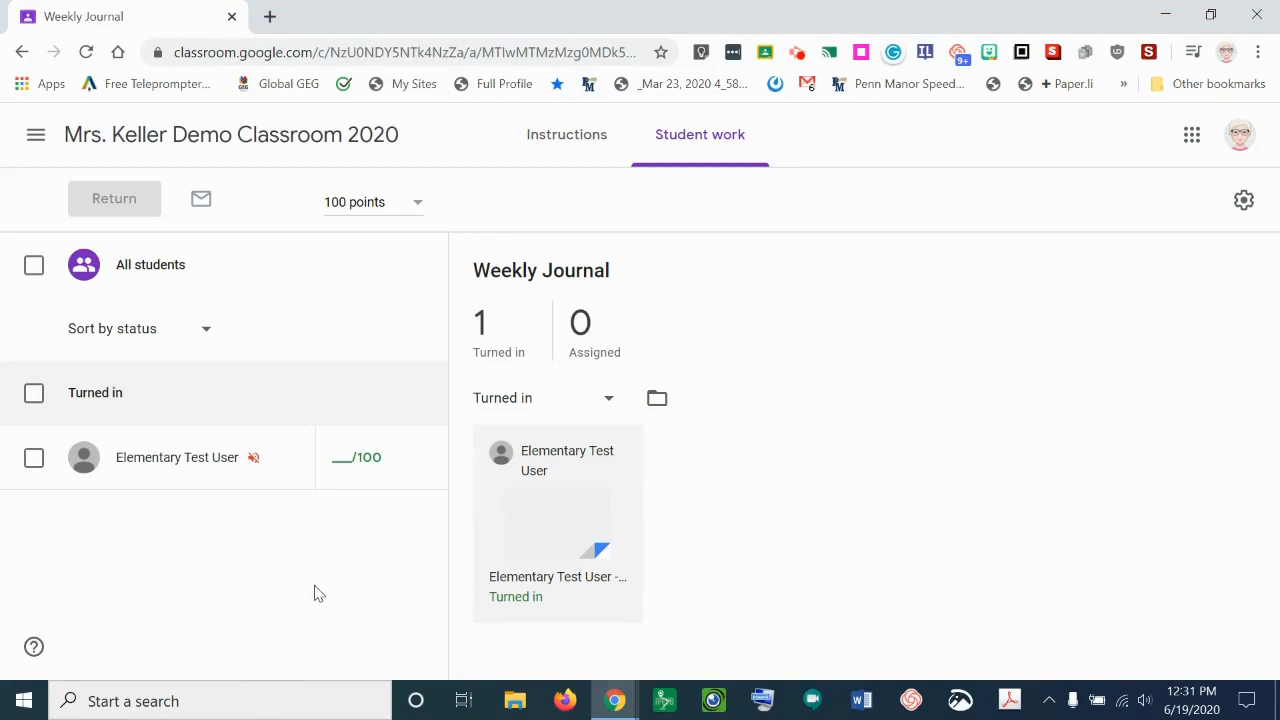 Weekly Journal
classroom.google.com/c/NzU0NDY5NTk4NzZa/a/MTIwMTMzMzg0MDk5...
9+
Apps
Free Teleprompter...
Global GEG
My Sites
Full Profile
_Mar 23, 2020 4_58...
Penn Manor Speed...
+ Paper.li
»
Other bookmarks
Mrs. Keller Demo Classroom 2020
Instructions
Student work
Return
100 points
All students
Sort by status
Turned in
Elementary Test User
__/100
Weekly Journal
1
Turned in
0
Assigned
Turned in
Elementary Test
User
Elementary Test User -...
Turned in
Start a search
12:31 PM
6/19/2020